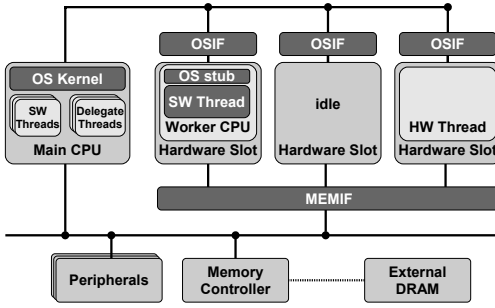 OSIF
OSIF
OSIF
OS Kernel
SW
Threads
Delegate
Threads
Main CPU
OS stub
SW Thread
Worker CPU
Hardware Slot
idle
Hardware Slot
HW Thread
Hardware Slot
MEMIF
Peripherals
Memory
Controller
External
DRAM